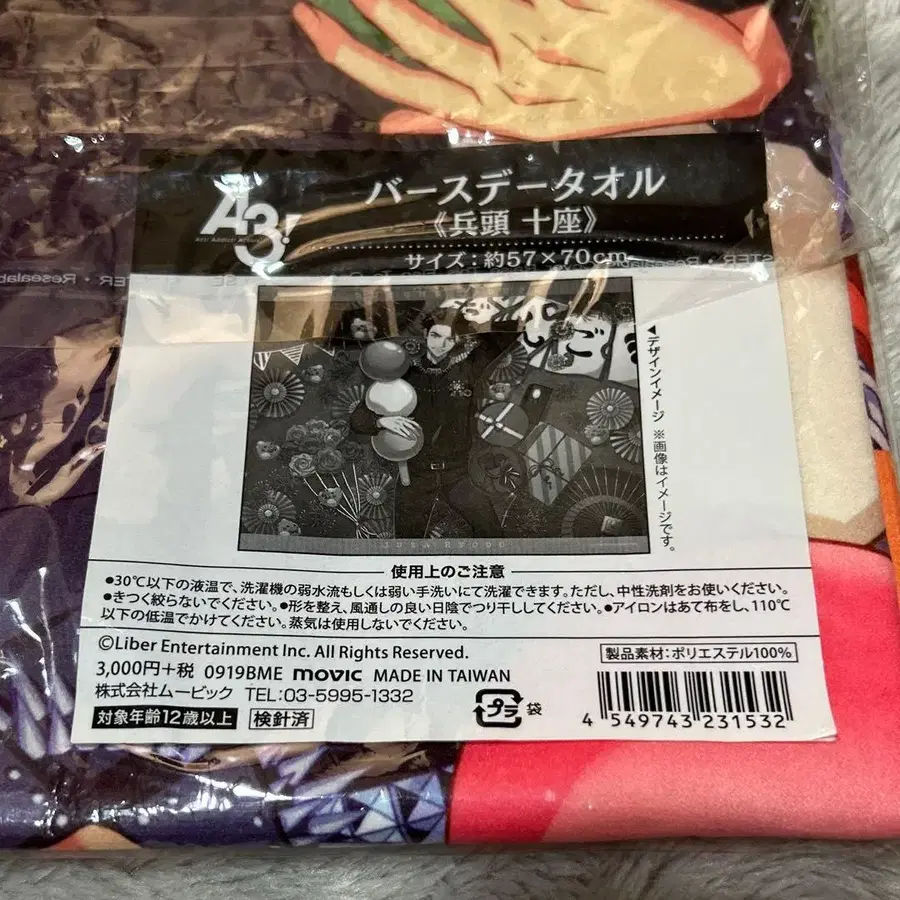 A3!
Act! Addict! Actors!
バースデータオル
《兵頭 十座》
サイズ：約57×70cm
STER・Resealab
▲デザインイメージ ※画像はイメージです。
JUZA HYODO
使用上のご注意
●30℃以下の液温で、洗濯機の弱水流もしくは弱い手洗いにて洗濯できます。ただし、中性洗剤をお使いください。
●きつく絞らないでください。●形を整え、風通しの良い日陰でつり干ししてください。●アイロンはあて布をし、110℃
以下の低温でかけてください。蒸気は使用しないでください。
©Liber Entertainment Inc. All Rights Reserved.
製品素材：ポリエステル100%
3,000円+税 0919BME movic MADE IN TAIWAN
株式会社ムービック TEL：03-5995-1332
対象年齢12歳以上 検針済
プラ 袋
4 549743 231532